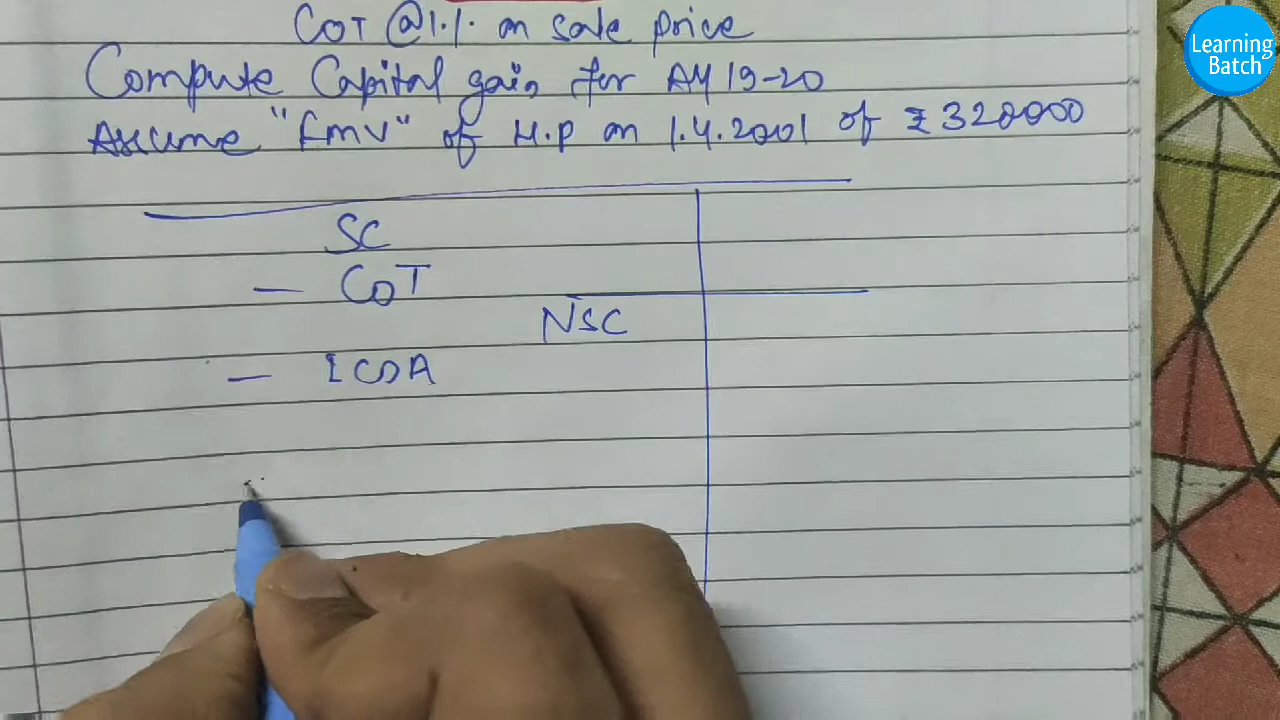 COT @1.%. on sale price
Compute Capital gain for AY 19-20
Assume "fmv" of H.P on 1.4.2001 of ₹320000
SC
— COT
NSC
— ICOA
Learning
Batch